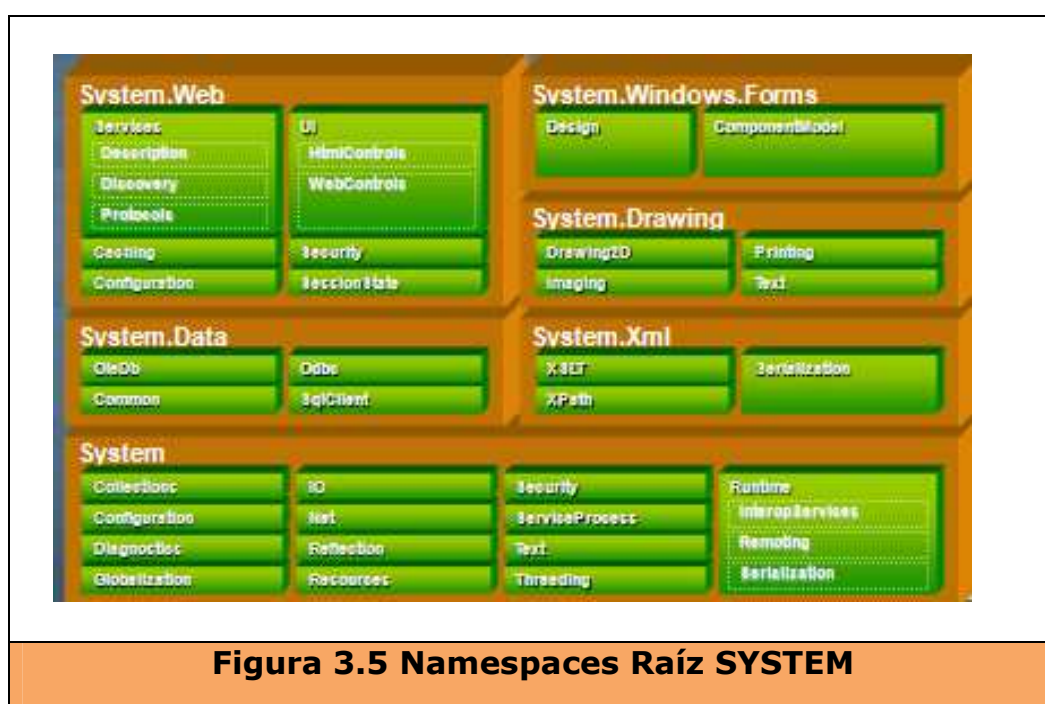 System.Web
Services
Description
Discovery
Protocols
UI
HtmlControls
WebControls
Caching
Security
Configuration
SessionState
System.Windows.Forms
Design
ComponentModel
System.Drawing
Drawing2D
Printing
Imaging
Text
System.Data
OleDb
Odbc
Common
SqlClient
System.Xml
XSLT
Serialization
XPath
System
Collections
IO
Security
Runtime
Configuration
Net
ServiceProcess
InteropServices
Diagnostics
Reflection
Text
Remoting
Globalization
Resources
Threading
Serialization
Figura 3.5 Namespaces Raíz SYSTEM